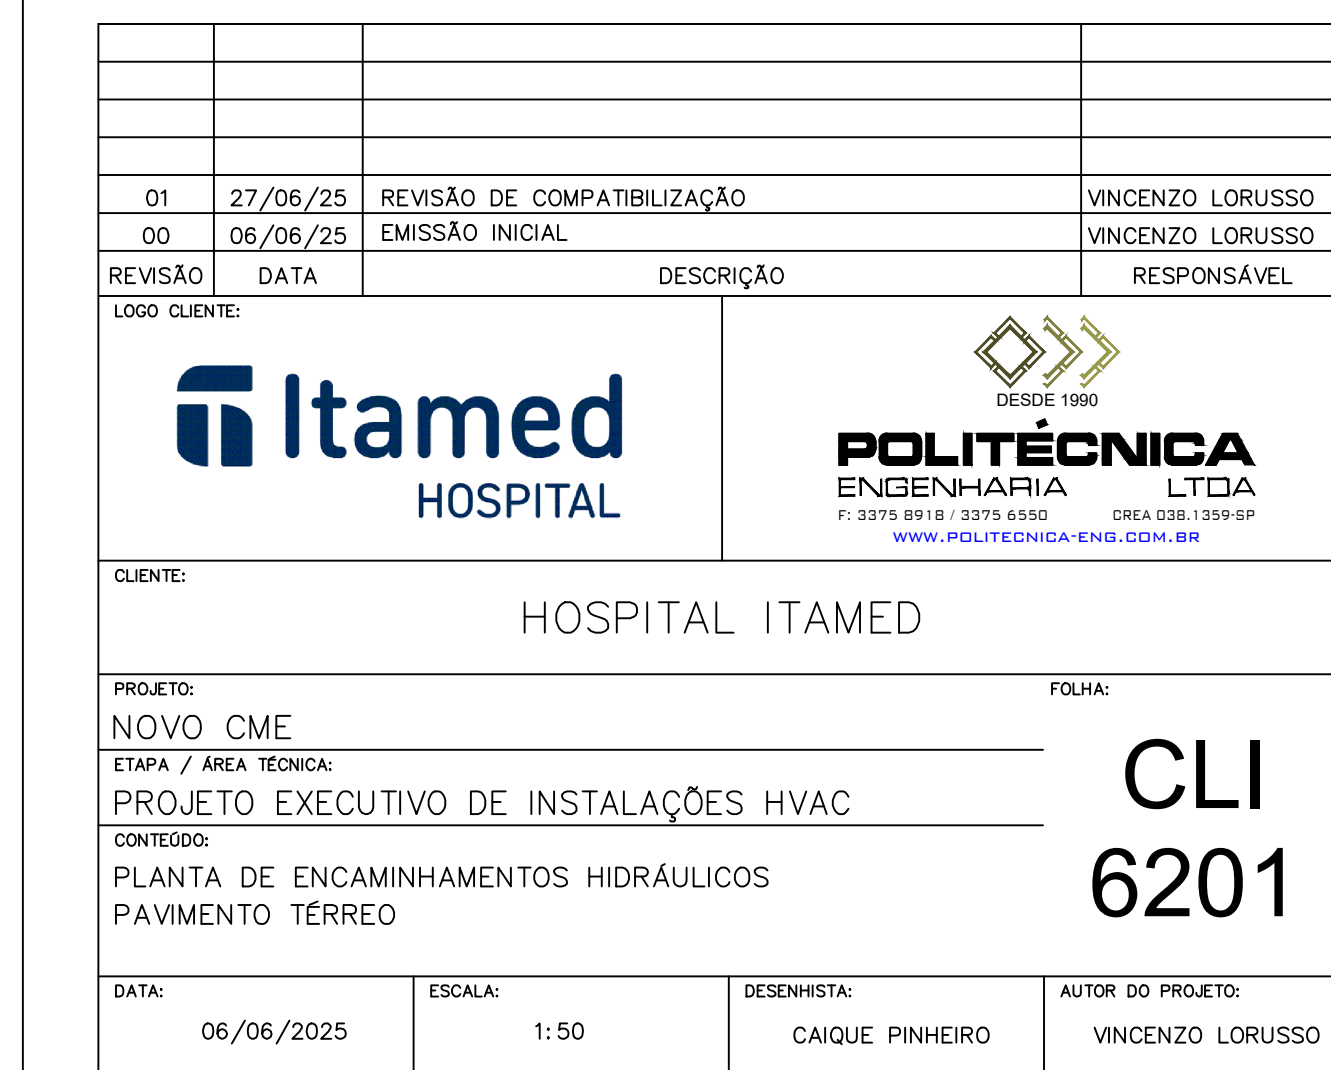 01 27/06/25 REVISÃO DE COMPATIBILIZAÇÃO VINCENZO LORUSSO
00 06/06/25 EMISSÃO INICIAL VINCENZO LORUSSO
REVISÃO DATA DESCRIÇÃO RESPONSÁVEL
LOGO CLIENTE:
Itamed
HOSPITAL
DESDE 1990
POLITÉCNICA
ENGENHARIA LTDA
F: 3375 8918 / 3375 6550 CREA 038.1359-SP
WWW.POLITECNICA-ENG.COM.BR
CLIENTE:
HOSPITAL ITAMED
PROJETO:
NOVO CME
ETAPA / ÁREA TÉCNICA:
PROJETO EXECUTIVO DE INSTALAÇÕES HVAC
CONTEÚDO:
PLANTA DE ENCAMINHAMENTOS HIDRÁULICOS
PAVIMENTO TÉRREO
FOLHA:
CLI
6201
DATA:
06/06/2025
ESCALA:
1:50
DESENHISTA:
CAIQUE PINHEIRO
AUTOR DO PROJETO:
VINCENZO LORUSSO